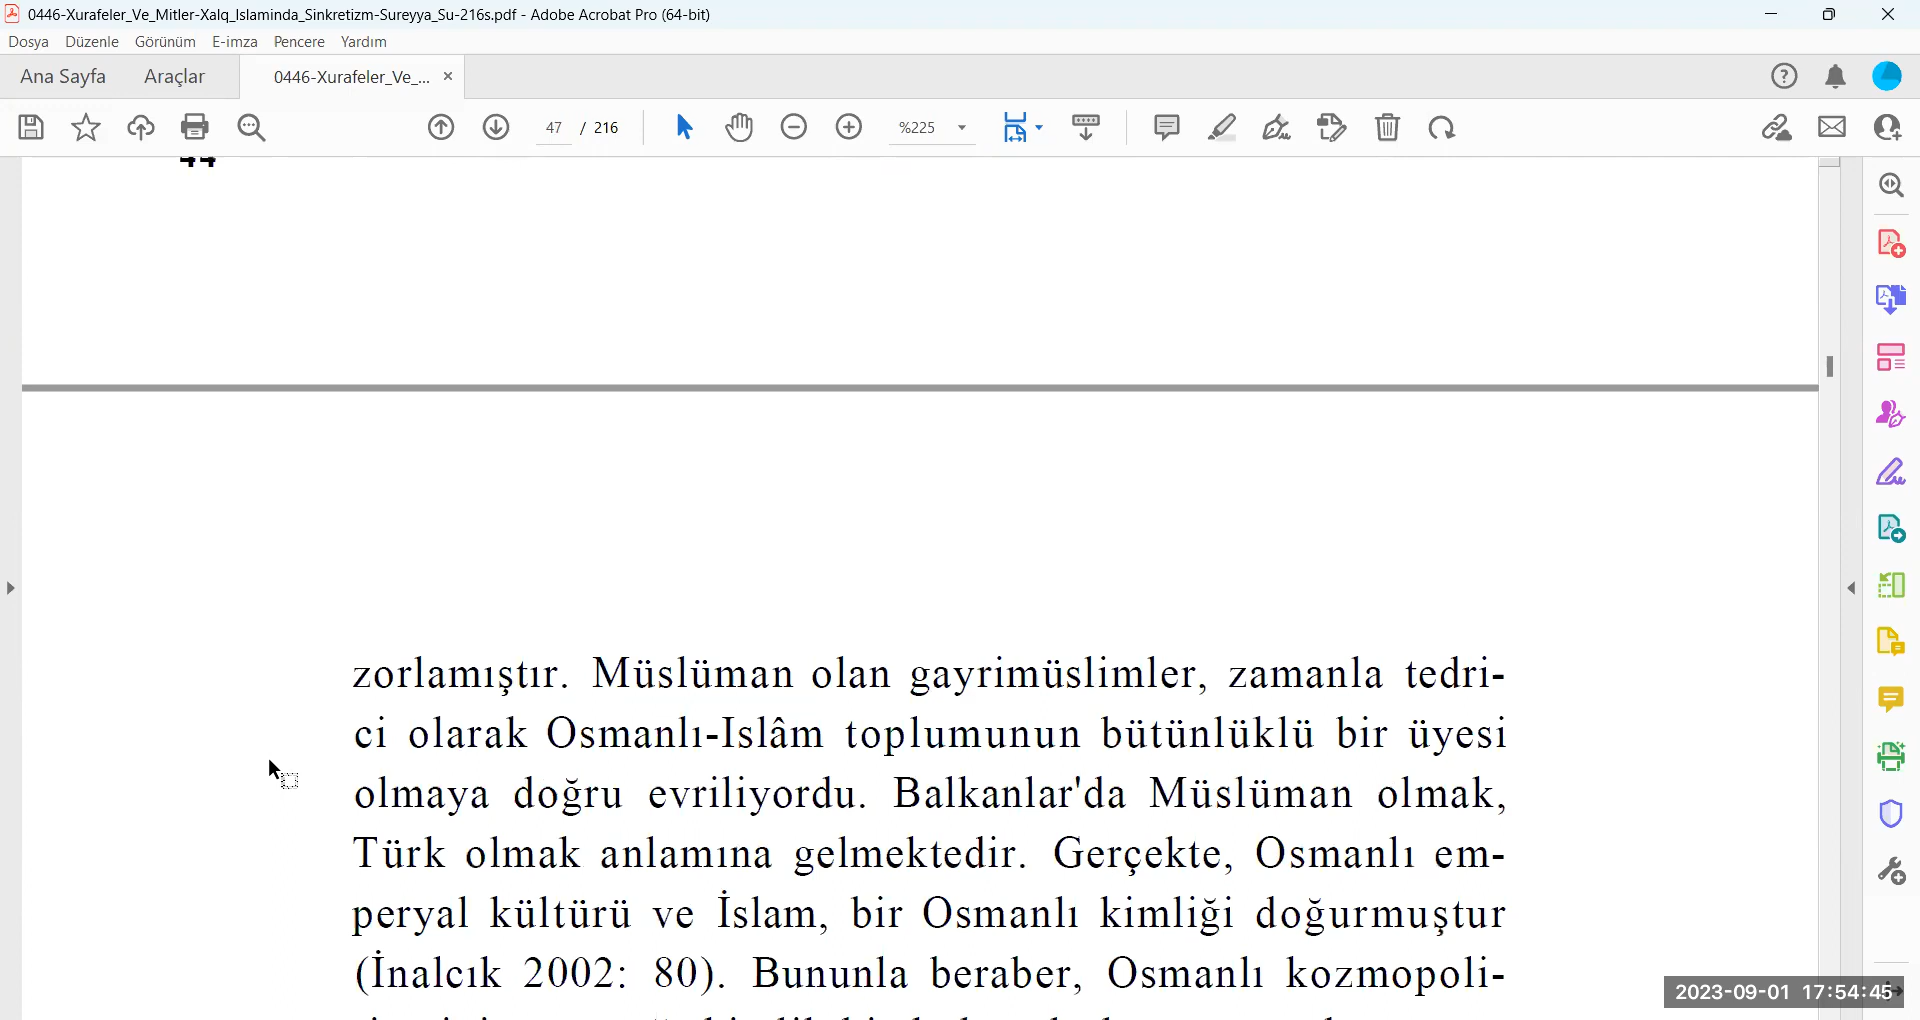 0446-Xurafeler_Ve_Mitler-Xalq_Islaminda_Sinkretizm-Sureyya_Su-216s.pdf - Adobe Acrobat Pro (64-bit)
Dosya Düzenle Görünüm E-imza Pencere Yardım
Ana Sayfa Araçlar 0446-Xurafeler_Ve_...
47 / 216 %225
zorlamıştır. Müslüman olan gayrimüslimler, zamanla tedri-
ci olarak Osmanlı-Islâm toplumunun bütünlüklü bir üyesi
olmaya doğru evriliyordu. Balkanlar'da Müslüman olmak,
Türk olmak anlamına gelmektedir. Gerçekte, Osmanlı em-
peryal kültürü ve İslam, bir Osmanlı kimliği doğurmuştur
(İnalcık 2002: 80). Bununla beraber, Osmanlı kozmopoli-
2023-09-01 17:54:45